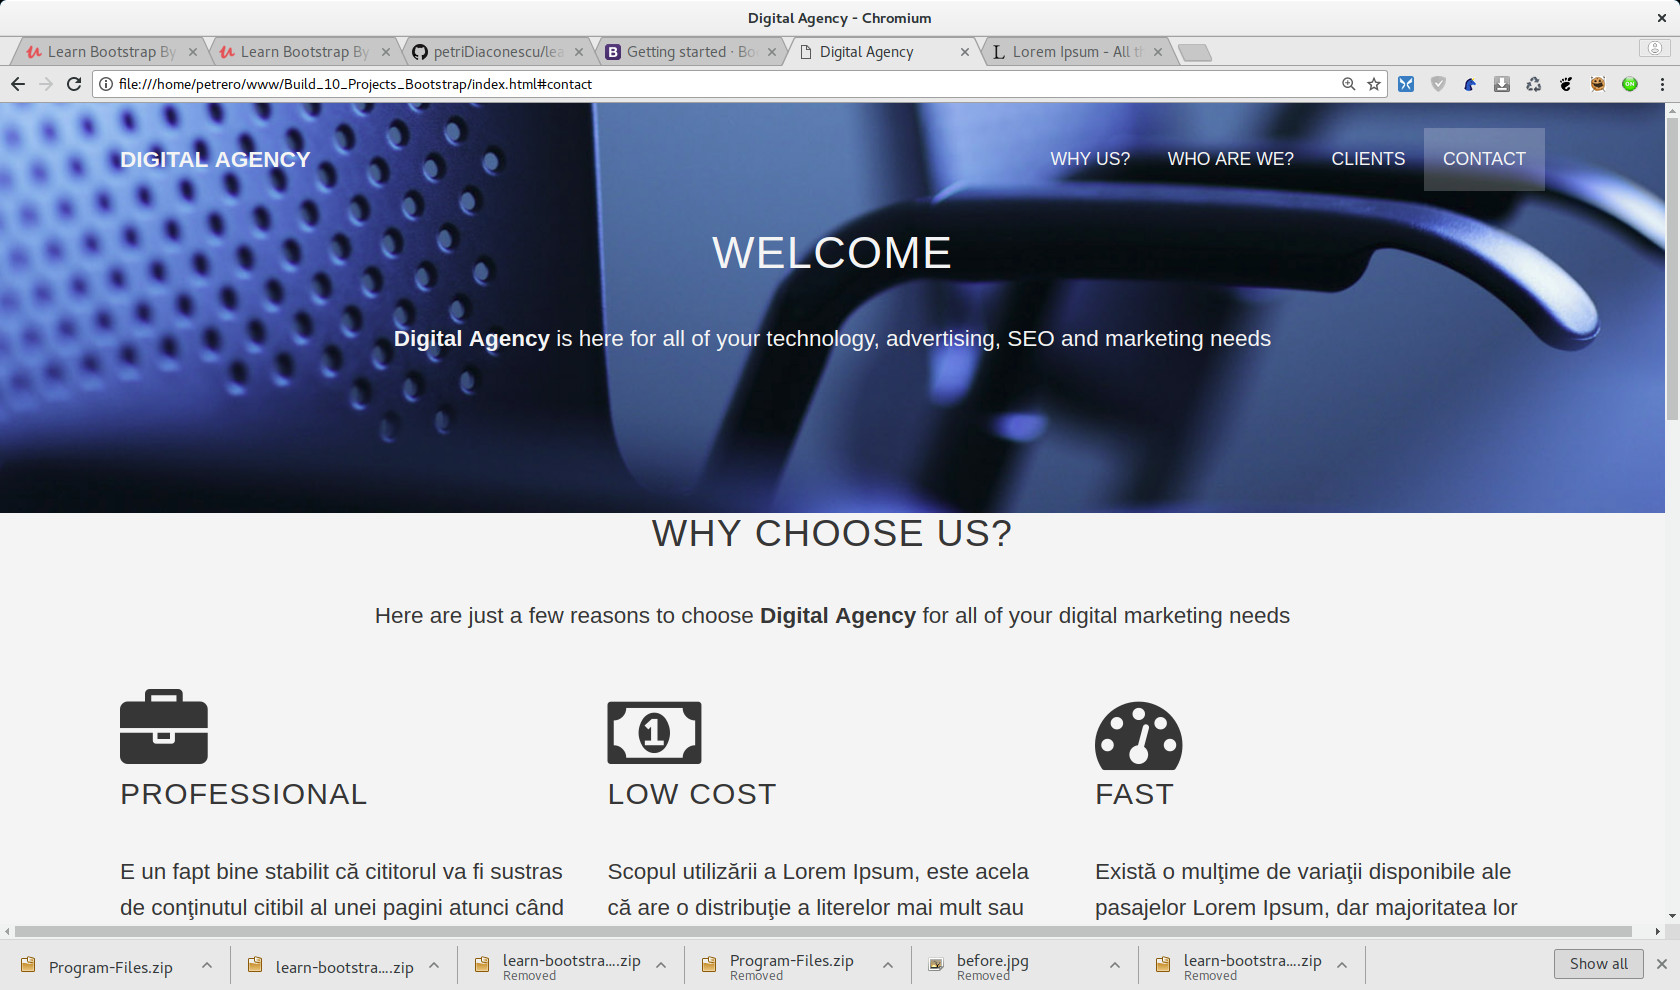 Digital Agency - Chromium
Learn Bootstrap By
Learn Bootstrap By
petriDiaconescu/lea
Getting started · Bo
Digital Agency
Lorem Ipsum - All t
file:///home/petrero/www/Build_10_Projects_Bootstrap/index.html#contact
DIGITAL AGENCY
WHY US?
WHO ARE WE?
CLIENTS
CONTACT
WELCOME
Digital Agency is here for all of your technology, advertising, SEO and marketing needs
WHY CHOOSE US?
Here are just a few reasons to choose Digital Agency for all of your digital marketing needs
1
PROFESSIONAL
LOW COST
FAST
E un fapt bine stabilit că cititorul va fi sustras
de conţinutul citibil al unei pagini atunci când
Scopul utilizării a Lorem Ipsum, este acela
că are o distribuţie a literelor mai mult sau
Există o mulţime de variaţii disponibile ale
pasajelor Lorem Ipsum, dar majoritatea lor
Program-Files.zip
learn-bootstra....zip
learn-bootstra....zip
Removed
Program-Files.zip
Removed
before.jpg
Removed
learn-bootstra....zip
Removed
Show all